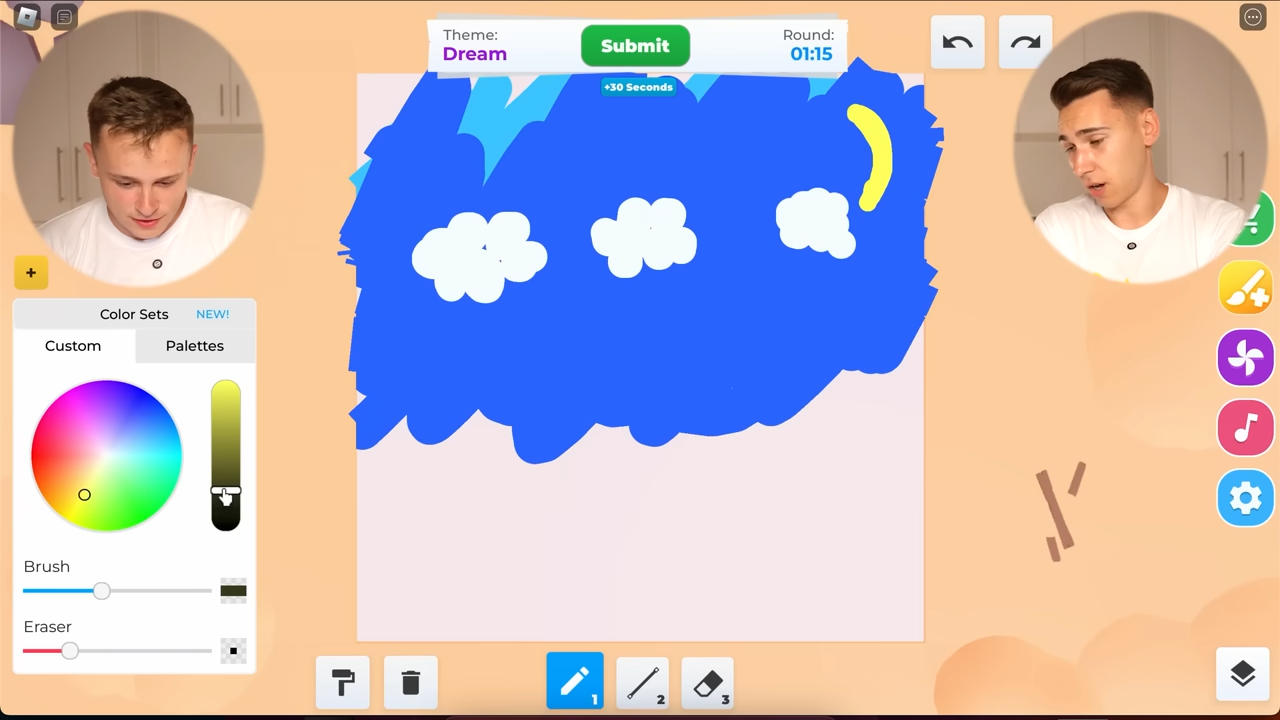 Theme:
Dream
Submit
Round:
01:15
+30 Seconds
Color Sets NEW!
Custom Palettes
Brush
Eraser
1
2
3